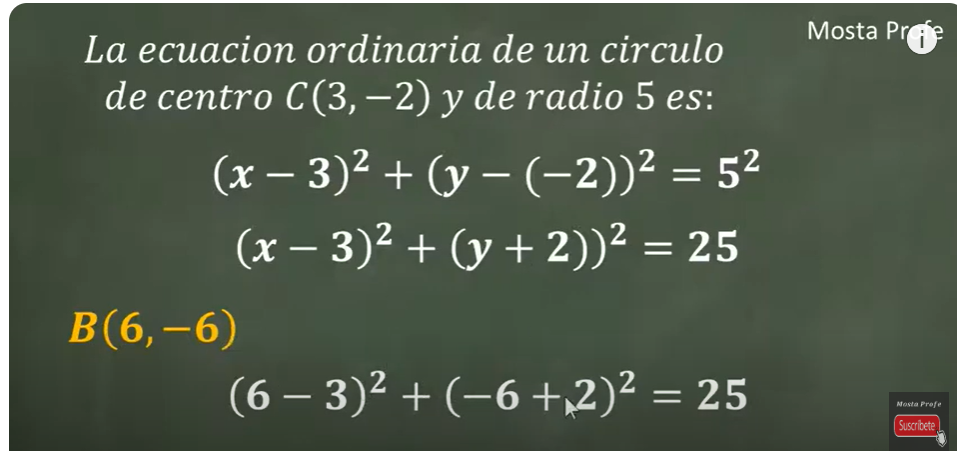 Mosta Profe
La ecuacion ordinaria de un circulo
de centro C(3, −2) y de radio 5 es:
(x − 3)² + (y − (−2))² = 5²
(x − 3)² + (y + 2))² = 25
B(6, −6)
(6 − 3)² + (−6 + 2)² = 25
Mosta Profe
Suscribete